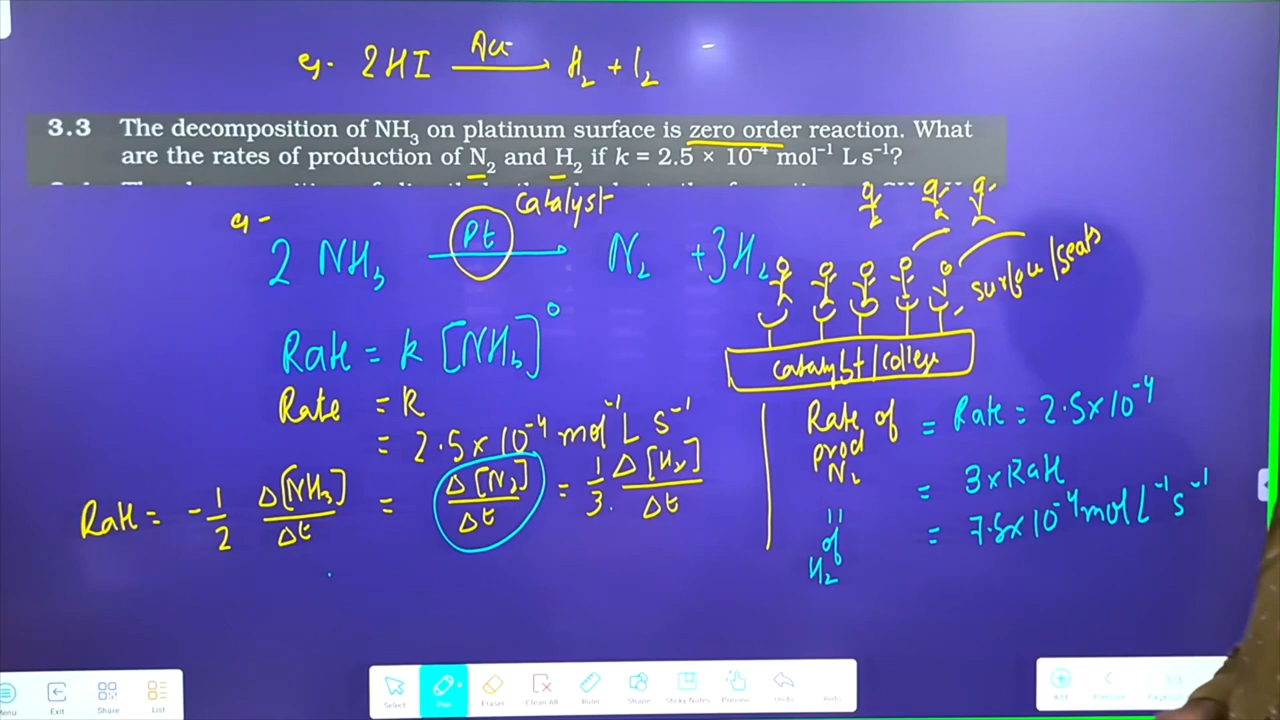 eg. 2HI Au→ H₂ + I₂
3.3 The decomposition of NH₃ on platinum surface is zero order reaction. What
are the rates of production of N₂ and H₂ if k = 2.5 × 10⁻⁴ mol⁻¹ L s⁻¹?
catalyst
eg -
2 NH₃ Pt→ N₂ + 3H₂
surface/seats
catalyst/college
Rate = k [NH₃]⁰
Rate = k
= 2.5 × 10⁻⁴ mol⁻¹ L s⁻¹
Rate = -1/2 Δ[NH₃]/Δt = Δ[N₂]/Δt = 1/3. Δ[H₂]/Δt
Rate of prod N₂ = Rate = 2.5 × 10⁻⁴
" of H₂ = 3 × Rate
= 7.5 × 10⁻⁴ mol L⁻¹ s⁻¹
Menu Exit Share List
Select Pen Eraser Clean All Ruler Shape Sticky Notes Preview Undo Redo
Add Previous